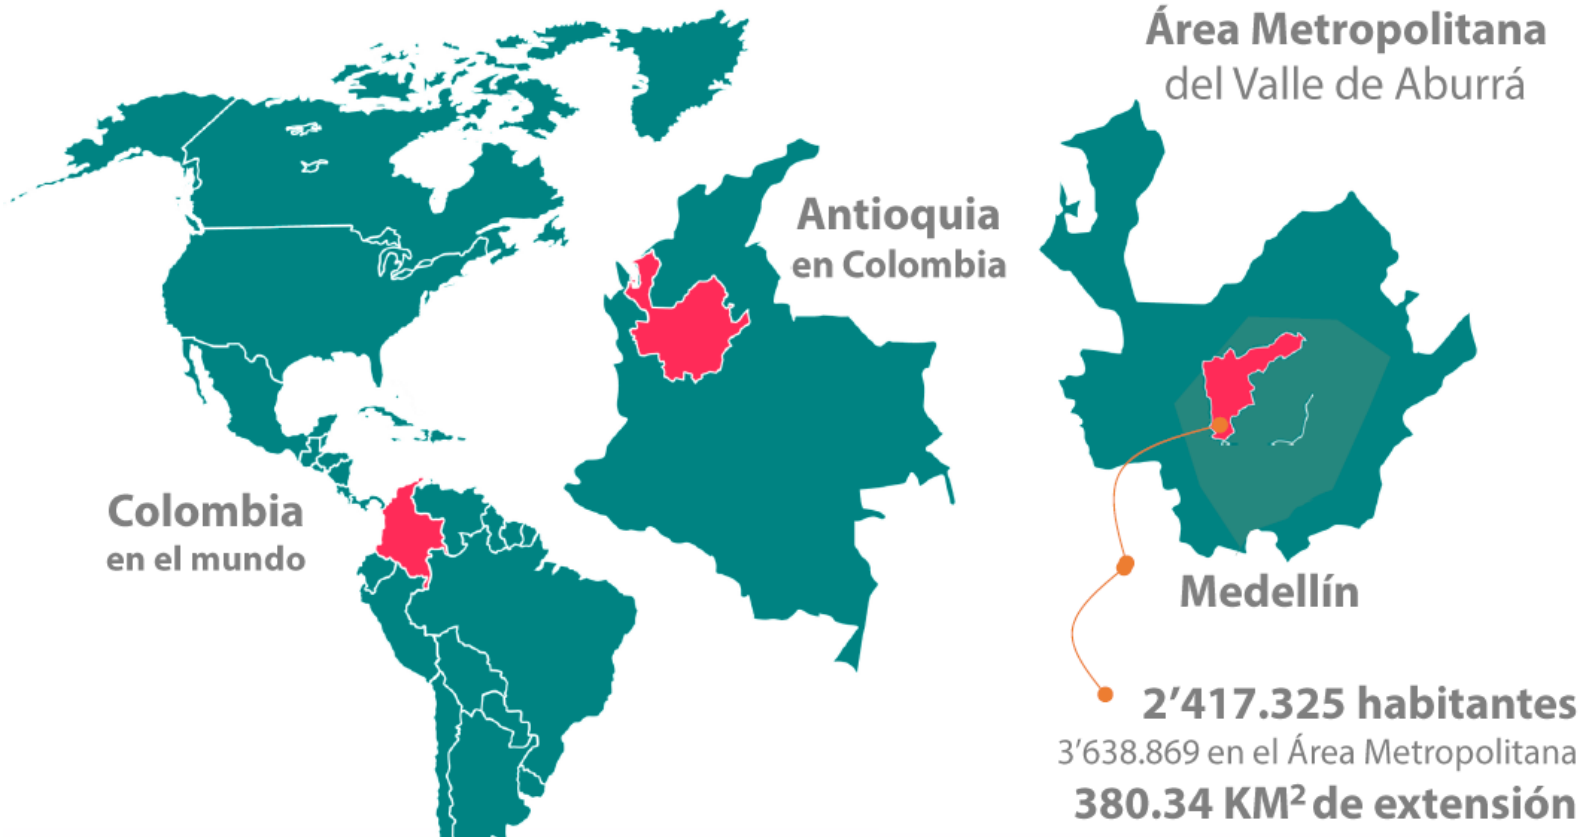 Área Metropolitana
del Valle de Aburrá
Antioquia
en Colombia
Colombia
en el mundo
Medellín
2’417.325 habitantes
3’638.869 en el Área Metropolitana
380.34 KM² de extensión